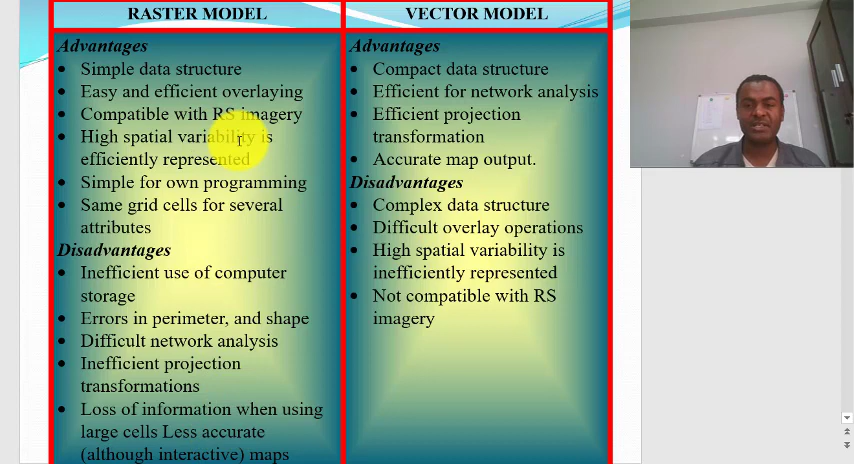 RASTER MODEL
Advantages
Simple data structure
Easy and efficient overlaying
Compatible with RS imagery
High spatial variability is
efficiently represented
Simple for own programming
Same grid cells for several
attributes
Disadvantages
Inefficient use of computer
storage
Errors in perimeter, and shape
Difficult network analysis
Inefficient projection
transformations
Loss of information when using
large cells Less accurate
(although interactive) maps
VECTOR MODEL
Advantages
Compact data structure
Efficient for network analysis
Efficient projection
transformation
Accurate map output.
Disadvantages
Complex data structure
Difficult overlay operations
High spatial variability is
inefficiently represented
Not compatible with RS
imagery